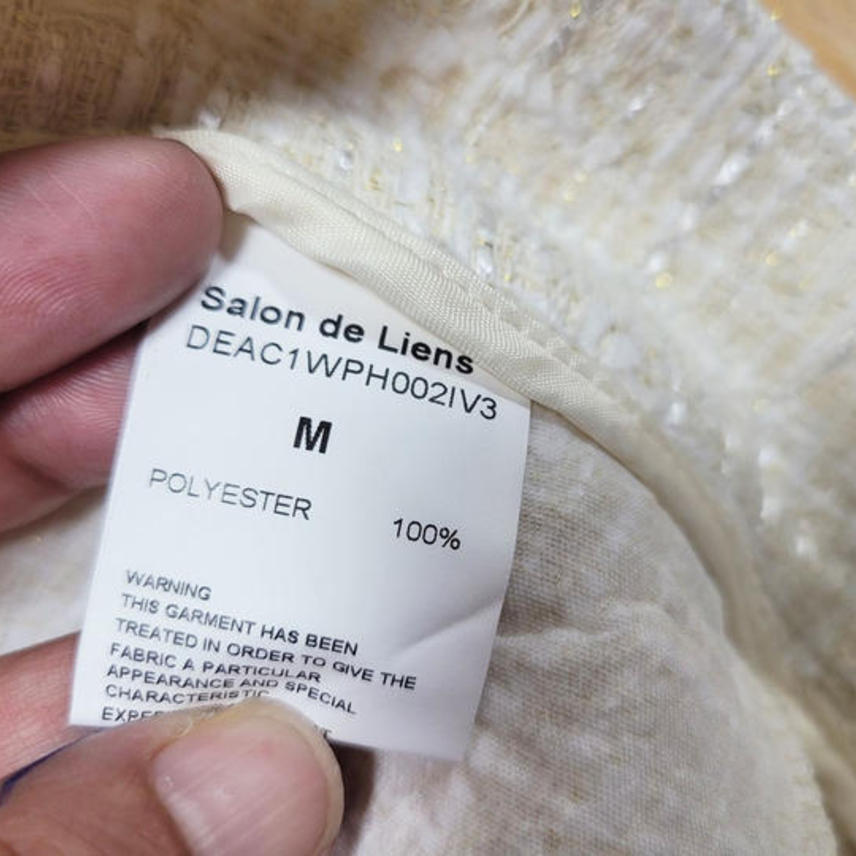 Salon de Liens
DEAC1WPH002IV3
M
POLYESTER
100%
WARNING
THIS GARMENT HAS BEEN
TREATED IN ORDER TO GIVE THE
FABRIC A PARTICULAR
APPEARANCE AND SPECIAL
CHARACTERISTIC